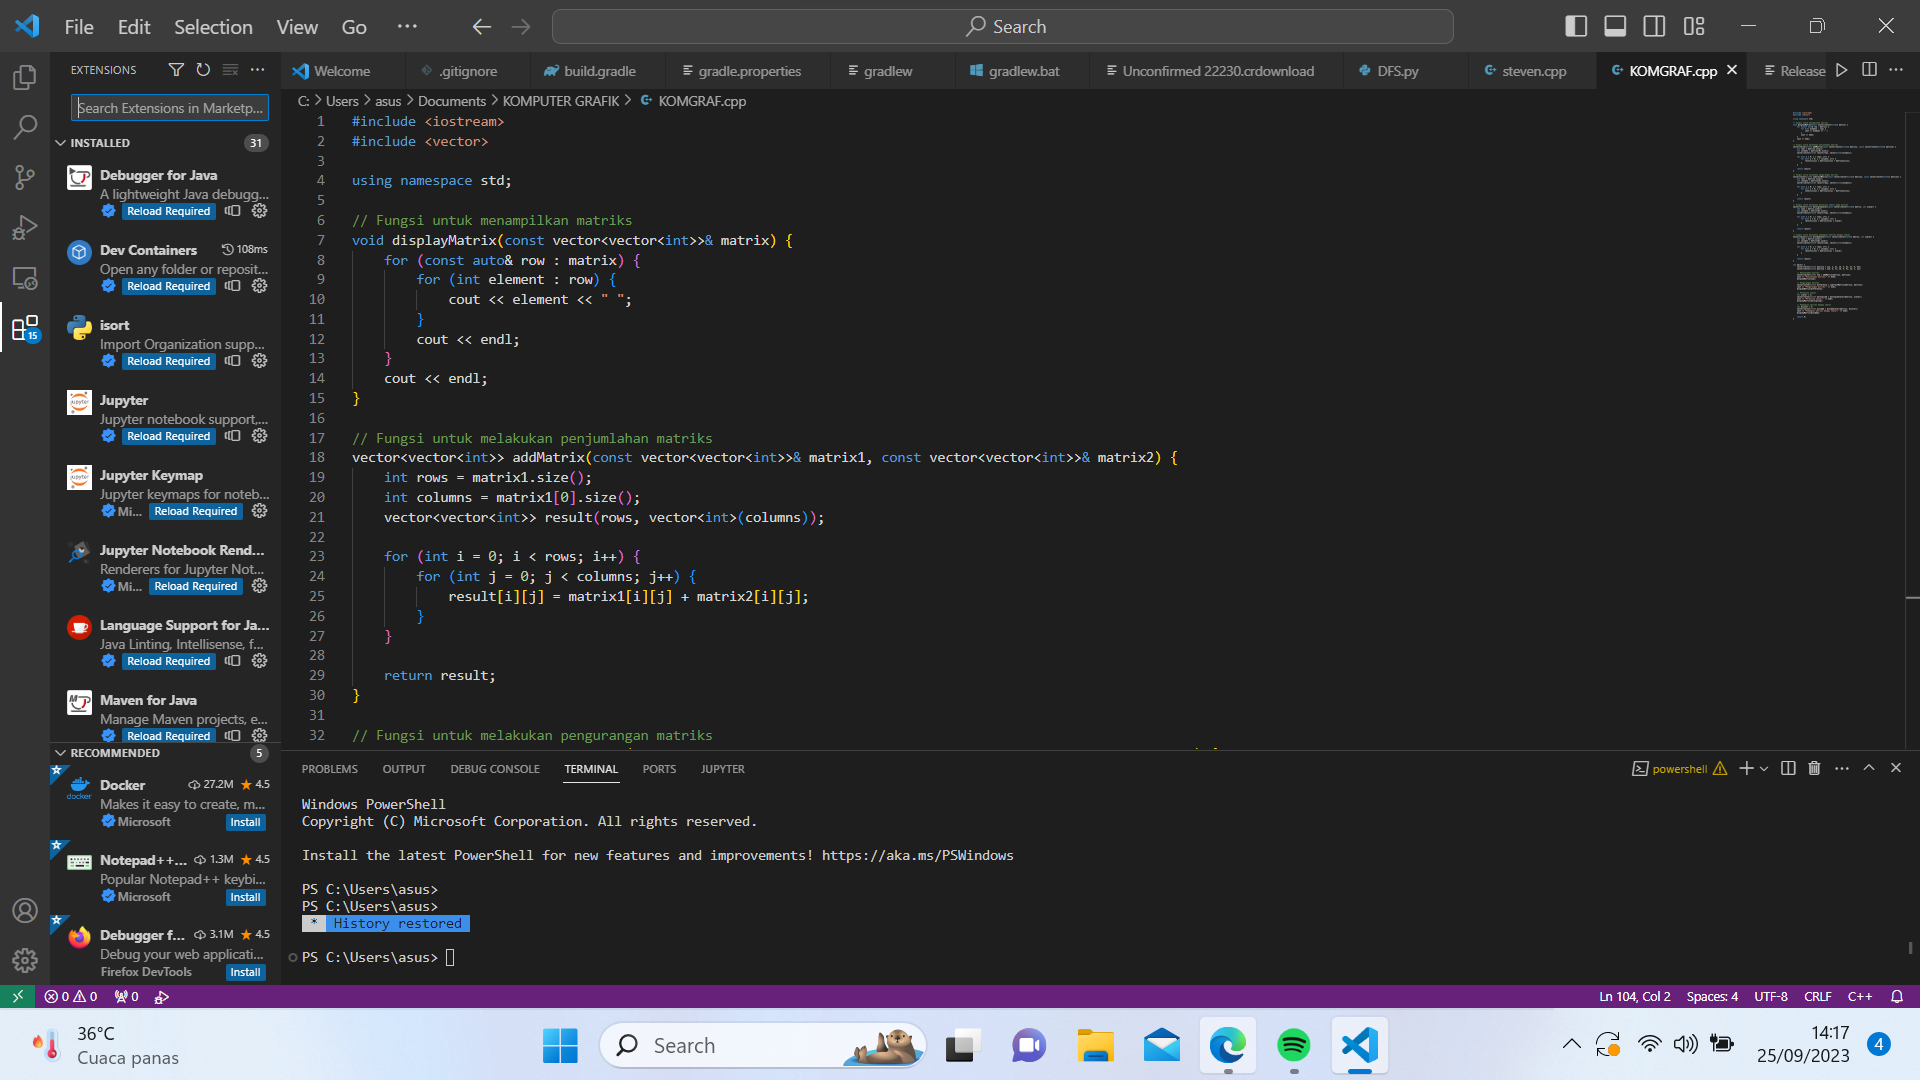 File Edit Selection View Go ··· Search
EXTENSIONS
Search Extensions in Marketp...
INSTALLED 31
Debugger for Java
A lightweight Java debugg...
Reload Required
Dev Containers 108ms
Open any folder or reposit...
Reload Required
isort
Import Organization supp...
Reload Required
Jupyter
Jupyter notebook support,...
Reload Required
Jupyter Keymap
Jupyter keymaps for noteb...
Mi... Reload Required
Jupyter Notebook Rend...
Renderers for Jupyter Not...
Mi... Reload Required
Language Support for Ja...
Java Linting, Intellisense, f...
Reload Required
Maven for Java
Manage Maven projects, e...
Reload Required
RECOMMENDED 5
Docker 27.2M 4.5
Makes it easy to create, m...
Microsoft Install
Notepad++... 1.3M 4.5
Popular Notepad++ keybi...
Microsoft Install
Debugger f... 3.1M 4.5
Debug your web applicati...
Firefox DevTools Install
15
Welcome .gitignore build.gradle gradle.properties gradlew gradlew.bat Unconfirmed 22230.crdownload DFS.py steven.cpp KOMGRAF.cpp Release
C: > Users > asus > Documents > KOMPUTER GRAFIK > KOMGRAF.cpp
1 #include <iostream>
2 #include <vector>
3
4 using namespace std;
5
6 // Fungsi untuk menampilkan matriks
7 void displayMatrix(const vector<vector<int>>& matrix) {
8 for (const auto& row : matrix) {
9 for (int element : row) {
10 cout << element << " ";
11 }
12 cout << endl;
13 }
14 cout << endl;
15 }
16
17 // Fungsi untuk melakukan penjumlahan matriks
18 vector<vector<int>> addMatrix(const vector<vector<int>>& matrix1, const vector<vector<int>>& matrix2) {
19 int rows = matrix1.size();
20 int columns = matrix1[0].size();
21 vector<vector<int>> result(rows, vector<int>(columns));
22
23 for (int i = 0; i < rows; i++) {
24 for (int j = 0; j < columns; j++) {
25 result[i][j] = matrix1[i][j] + matrix2[i][j];
26 }
27 }
28
29 return result;
30 }
31
32 // Fungsi untuk melakukan pengurangan matriks
PROBLEMS OUTPUT DEBUG CONSOLE TERMINAL PORTS JUPYTER powershell
Windows PowerShell
Copyright (C) Microsoft Corporation. All rights reserved.
Install the latest PowerShell for new features and improvements! https://aka.ms/PSWindows
PS C:\Users\asus>
PS C:\Users\asus>
* History restored
PS C:\Users\asus>
0 0 0 Ln 104, Col 2 Spaces: 4 UTF-8 CRLF C++
36°C
Cuaca panas
Search
14:17
25/09/2023
4